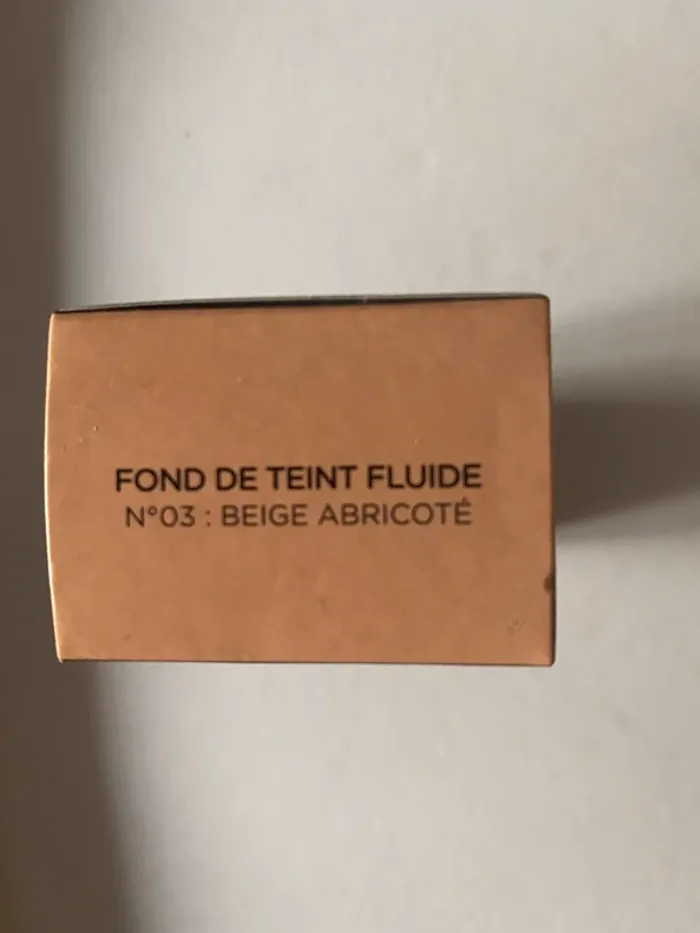 FOND DE TEINT FLUIDE
N°03 : BEIGE ABRICOTÉ